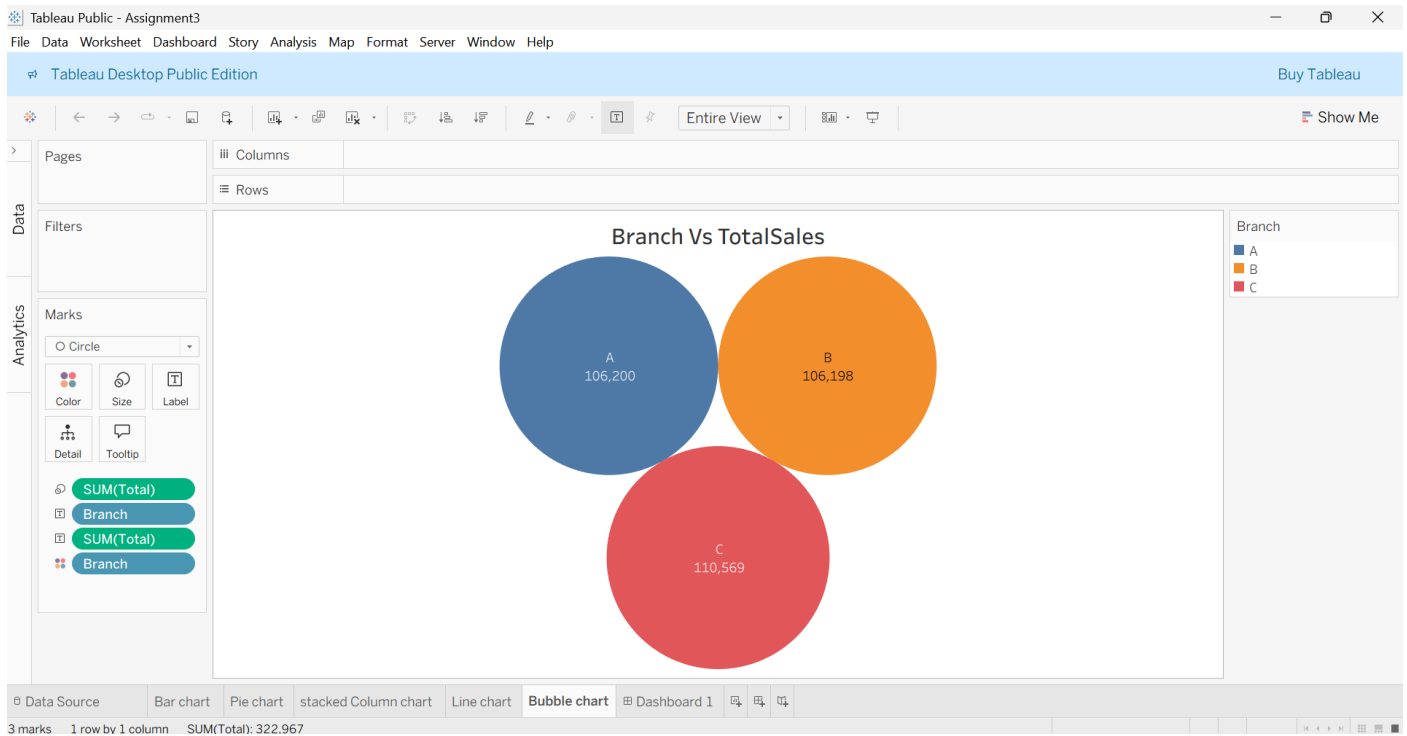 Tableau Public - Assignment3
File Data Worksheet Dashboard Story Analysis Map Format Server Window Help
Tableau Desktop Public Edition
Buy Tableau
Entire View
Show Me
Data
Analytics
Pages
Filters
Marks
Circle
Color Size Label
Detail Tooltip
SUM(Total)
Branch
SUM(Total)
Branch
Columns
Rows
Branch Vs TotalSales
A
106,200
B
106,198
C
110,569
Branch
A
B
C
Data Source Bar chart Pie chart stacked Column chart Line chart Bubble chart Dashboard 1
3 marks 1 row by 1 column SUM(Total): 322,967